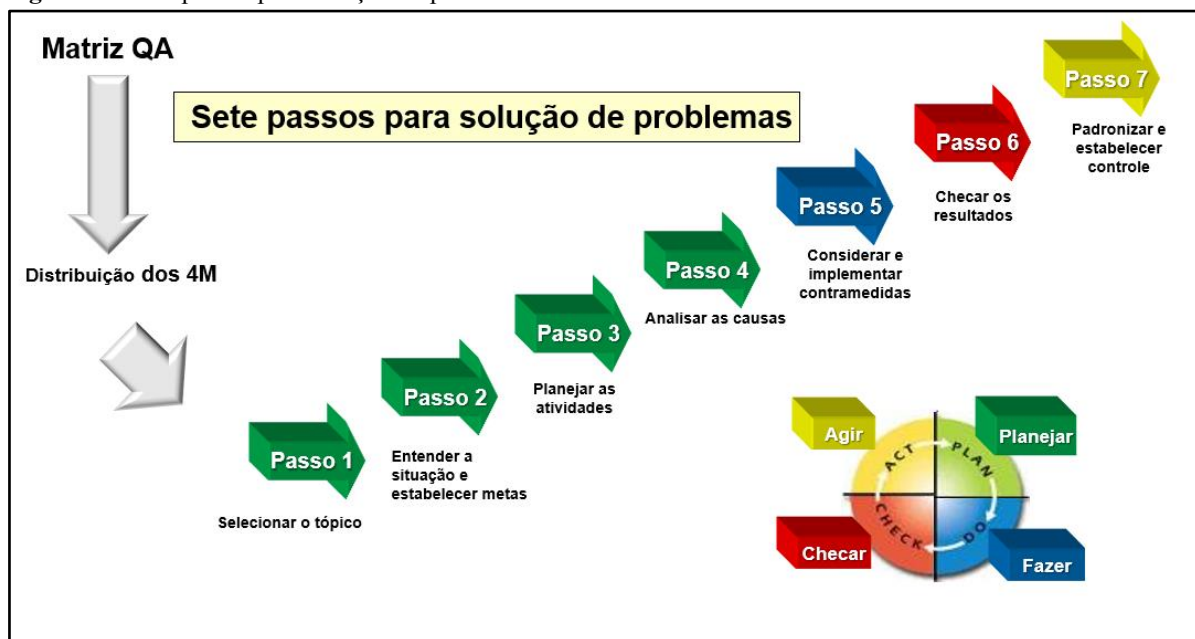 Matriz QA
Sete passos para solução de problemas
Distribuição dos 4M
Passo 1
Selecionar o tópico
Passo 2
Entender a
situação e
estabelecer metas
Passo 3
Planejar as
atividades
Passo 4
Analisar as causas
Passo 5
Considerar e
implementar
contramedidas
Passo 6
Checar os
resultados
Passo 7
Padronizar e
estabelecer
controle
Agir
Planejar
Checar
Fazer
ACT
PLAN
DO
CHECK